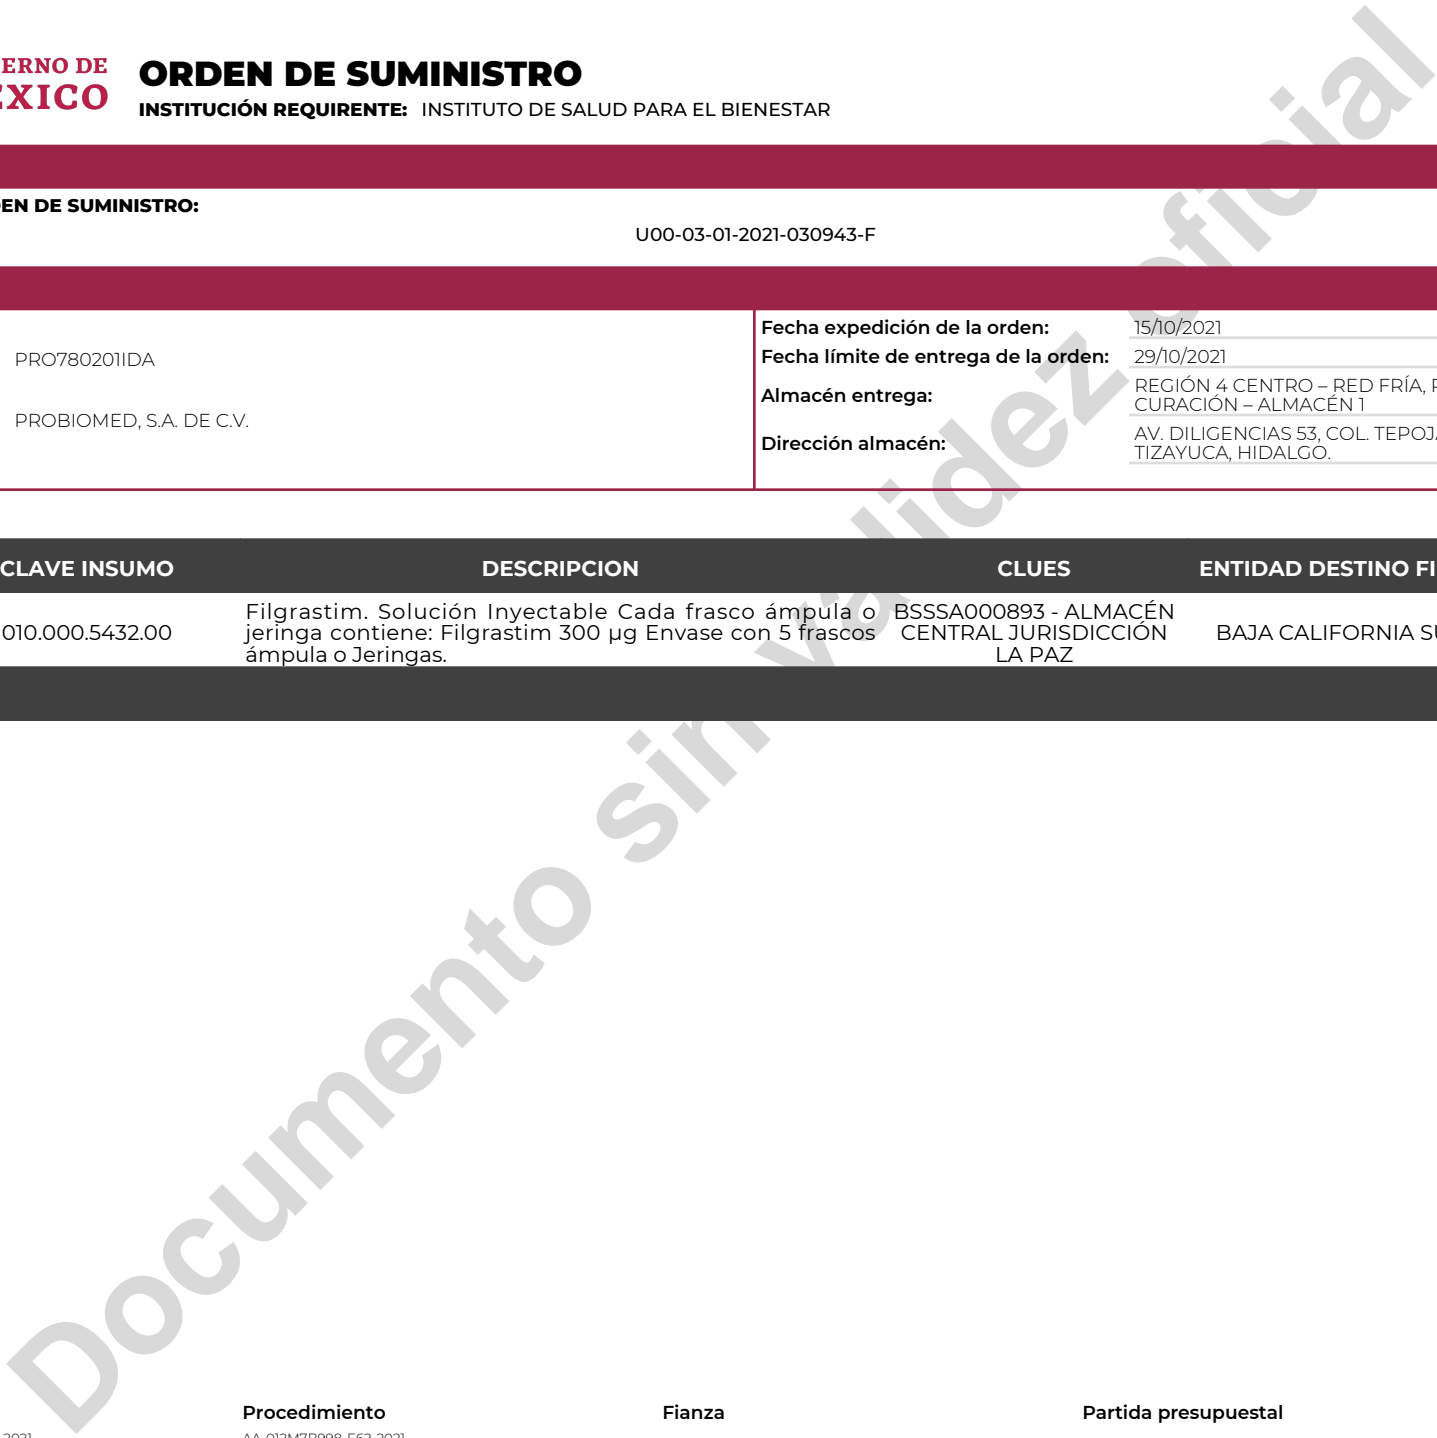 ERNO DE
EXICO
ORDEN DE SUMINISTRO
INSTITUCIÓN REQUIRENTE: INSTITUTO DE SALUD PARA EL BIENESTAR
EN DE SUMINISTRO:
U00-03-01-2021-030943-F
PRO780201IDA
PROBIOMED, S.A. DE C.V.
Fecha expedición de la orden: 15/10/2021
Fecha límite de entrega de la orden: 29/10/2021
Almacén entrega: REGIÓN 4 CENTRO – RED FRÍA,
CURACIÓN – ALMACÉN 1
Dirección almacén: AV. DILIGENCIAS 53, COL. TEPOJ
TIZAYUCA, HIDALGO.
CLAVE INSUMO DESCRIPCION CLUES ENTIDAD DESTINO FI
010.000.5432.00
Filgrastim. Solución Inyectable Cada frasco ámpula o
jeringa contiene: Filgrastim 300 µg Envase con 5 frascos
ámpula o Jeringas.
BSSSA000893 - ALMACÉN
CENTRAL JURISDICCIÓN
LA PAZ
BAJA CALIFORNIA S
Documento sin validez oficial
Procedimiento Fianza Partida presupuestal